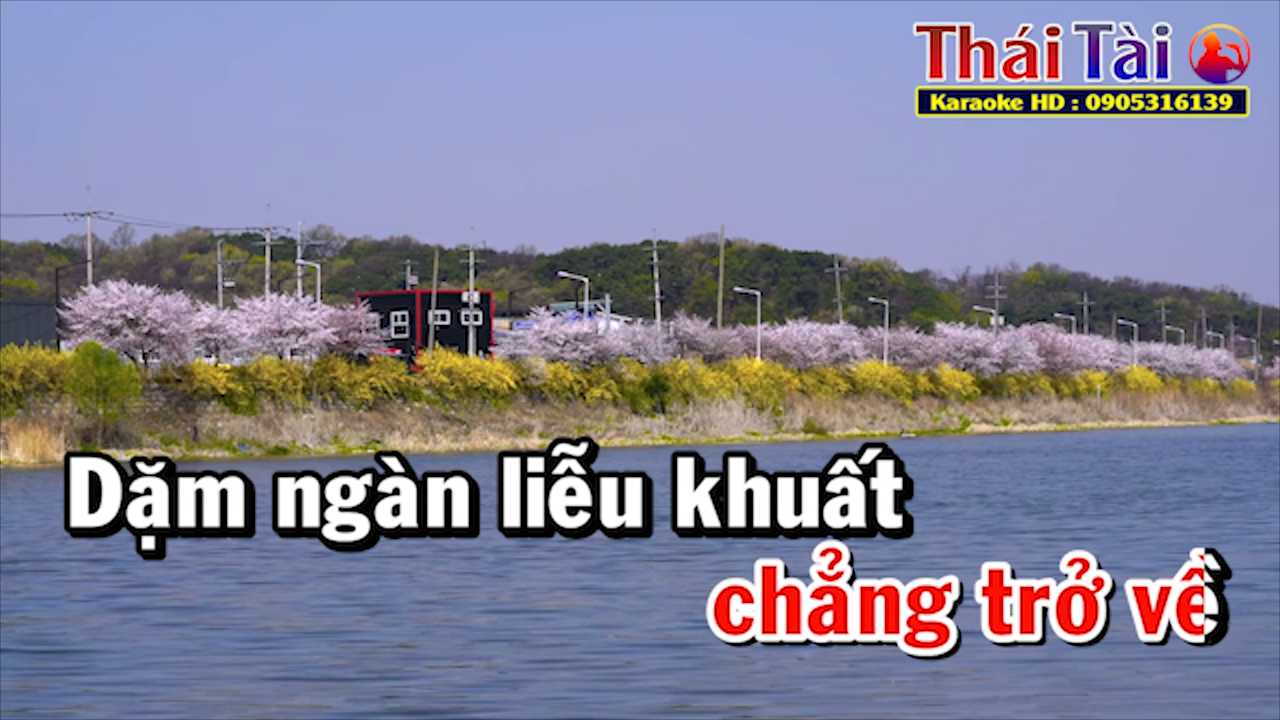 Thái Tài
Karaoke HD : 0905316139
Dặm ngàn liễu khuất
chẳng trở về